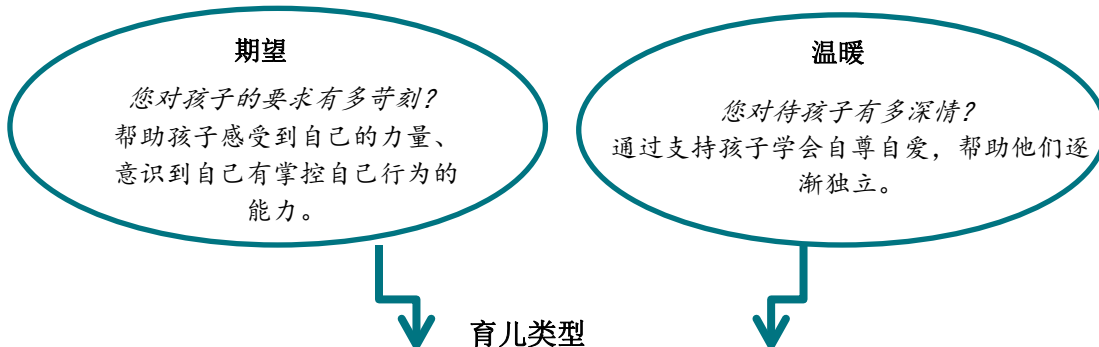 期望
您对孩子的要求有多苛刻？
帮助孩子感受到自己的力量、
意识到自己有掌控自己行为的
能力。
温暖
您对待孩子有多深情？
通过支持孩子学会自尊自爱，帮助他们逐
渐独立。
育儿类型